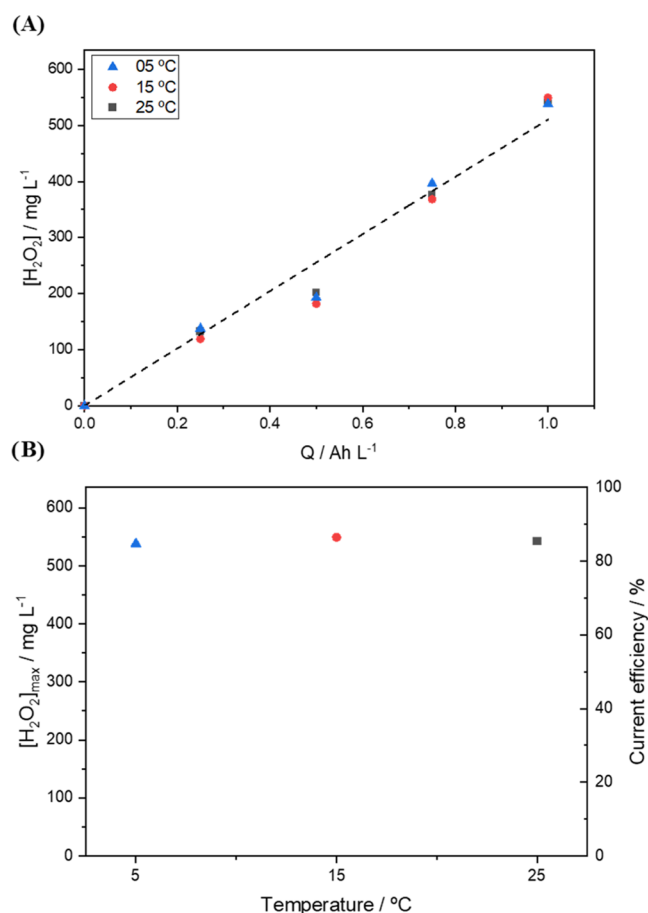 (A)
05 ºC
15 ºC
25 ºC
600
500
400
300
200
100
0
[H₂O₂] / mg L⁻¹
0.0 0.2 0.4 0.6 0.8 1.0
Q / Ah L⁻¹
(B)
600
500
400
300
200
100
0
[H₂O₂]max / mg L⁻¹
100
80
60
40
20
0
Current efficiency / %
5 15 25
Temperature / ºC